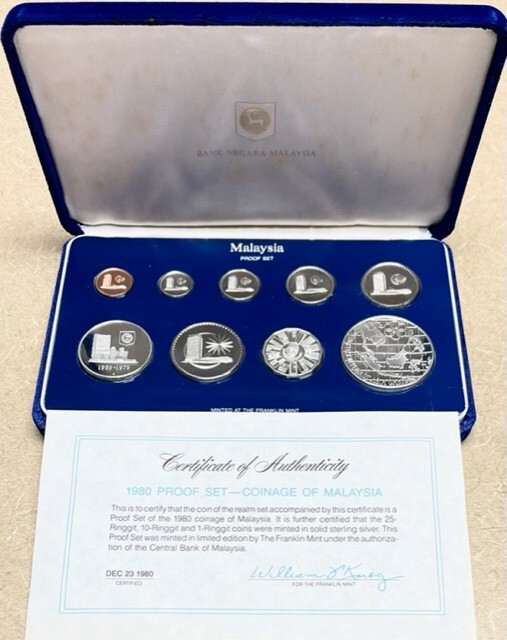 BANK NEGARA MALAYSIA
Malaysia
PROOF SET
1959-1979
MINTED AT THE FRANKLIN MINT
Certificate of Authenticity
1980 PROOF SET—COINAGE OF MALAYSIA
This is to certify that the coin of the realm set accompanied by this certificate is a
Proof Set of the 1980 coinage of Malaysia. It is further certified that the 25-
Ringgit, 10-Ringgit and 1-Ringgit coins were minted in solid sterling silver. This
Proof Set was minted in limited edition by The Franklin Mint under the authoriza-
tion of the Central Bank of Malaysia.
DEC 23 1980
CERTIFIED
FOR THE FRANKLIN MINT